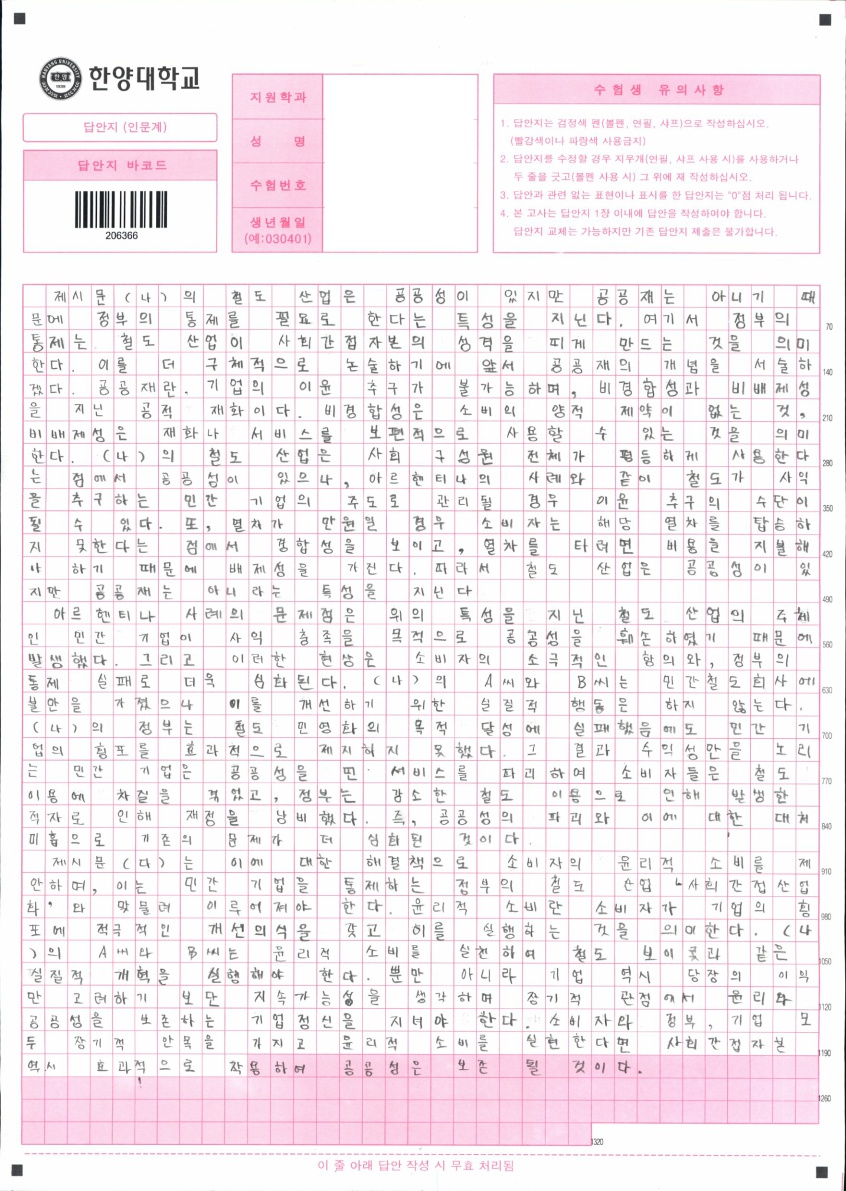 한양대학교
답안지 (인문계)
답안지 바코드
206366
지원학과
성 명
수험번호
생년월일
(예:030401)
수 험 생 유 의 사 항
1. 답안지는 검정색 펜(볼펜, 연필, 샤프)으로 작성하십시오.
(빨강색이나 파랑색 사용금지)
2. 답안지를 수정할 경우 지우개(연필, 샤프 사용 시)를 사용하거나
두 줄을 긋고(볼펜 사용 시) 그 위에 재 작성하십시오.
3. 답안과 관련 없는 표현이나 표시를 한 답안지는 "0"점 처리 됩니다.
4. 본 고사는 답안지 1장 이내에 답안을 작성하여야 합니다.
답안지 교체는 가능하지만 기존 답안지 제출은 불가합니다.
제시문(나)의 철도 산업은 공공성이 있지만 공공재는 아니기 때
문에 정부의 통제를 필요로 한다는 특성을 지닌다. 여기서 정부의 70
통제는 철도 산업이 사회간접자본의 성격을 띠게 만드는 것을 의미
한다. 이를 더 구체적으로 논술하기에 앞서 공공재의 개념을 서술하 140
겠다. 공공재란, 기업의 이윤 추구가 불가능하며, 비경합성과 비배제성
을 지닌 공적 재화이다. 비경합성은 소비의 양적 제약이 없는 것, 210
비배제성은 재화나 서비스를 보편적으로 사용할 수 있는 것을 의미
한다. (나)의 철도 산업은 사회 구성원 전체가 평등하게 사용한다 280
는 점에서 공공성이 있으나, 아르헨티나의 사례와 같이 철도가 사익
을 추구하는 민간 기업의 주도로 관리될 경우 이윤 추구의 수단이 350
될 수 있다. 또, 열차가 만원일 경우 소비자는 해당 열차를 탑승하
지 못한다는 점에서 경합성을 보이고, 열차를 타려면 비용을 지불해 420
야 하기 때문에 배제성을 가진다. 따라서 철도 산업은 공공성이 있
지만 공공재는 아니라는 특성을 지닌다 490
아르헨티나 사례의 문제점은 위의 특성을 지닌 철도 산업의 주체
인 민간 기업이 사익 충족을 목적으로 공공성을 훼손하였기 때문에 560
발생했다. 그리고 이러한 현상은 소비자의 소극적인 항의와, 정부의
통제 실패로 더욱 심화된다. (나)의 A씨와 B씨는 민간철도회사에 630
불안을 가졌으나 이를 개선하기 위한 실질적 행동은 하지 않는다.
(나)의 정부는 철도 민영화의 목적 달성에 실패했음에도 민간 기 700
업의 횡포를 효과적으로 제지하지 못했다. 그 결과 수익성만을 노리
는 민간 기업은 공공성을 띤 서비스를 파괴하여 소비자들은 철도 770
이용에 차질을 겪었고, 정부는 감소한 철도 이용으로 인해 발생한
적자로 인해 재정을 낭비했다. 즉, 공공성의 파괴와 이에 대한 대처 840
미흡으로 기존의 문제가 더 심화된 것이다.
제시문(다)는 이에 대한 해결책으로 소비자의 윤리적 소비를 제 910
안하며, 이는 민간 기업을 통제하는 정부의 철도 산업 '사회간접산업
화'와 맞물려 이루어져야 한다. 윤리적 소비란 소비자가 기업의 횡 980
포에 적극적인 개선의식을 갖고 이를 실행하는 것을 의미한다. (나
)의 A씨와 B씨는 윤리적 소비를 실천하여 철도 보이콧과 같은 1050
실질적 개혁을 실행해야 한다. 뿐만 아니라 기업 역시 당장의 이익
만 고려하기 보단 지속가능성을 생각하며 장기적 관점에서 윤리와 1120
공공성을 보존하는 기업정신을 지녀야 한다. 소비자와 정부, 기업 모
두 장기적 안목을 가지고 윤리적 소비를 실현한다면 사회간접자본 1190
역시 효과적으로 작용하여 공공성은 보존 될 것이다.
1260
1320
이 줄 아래 답안 작성 시 무효 처리됨